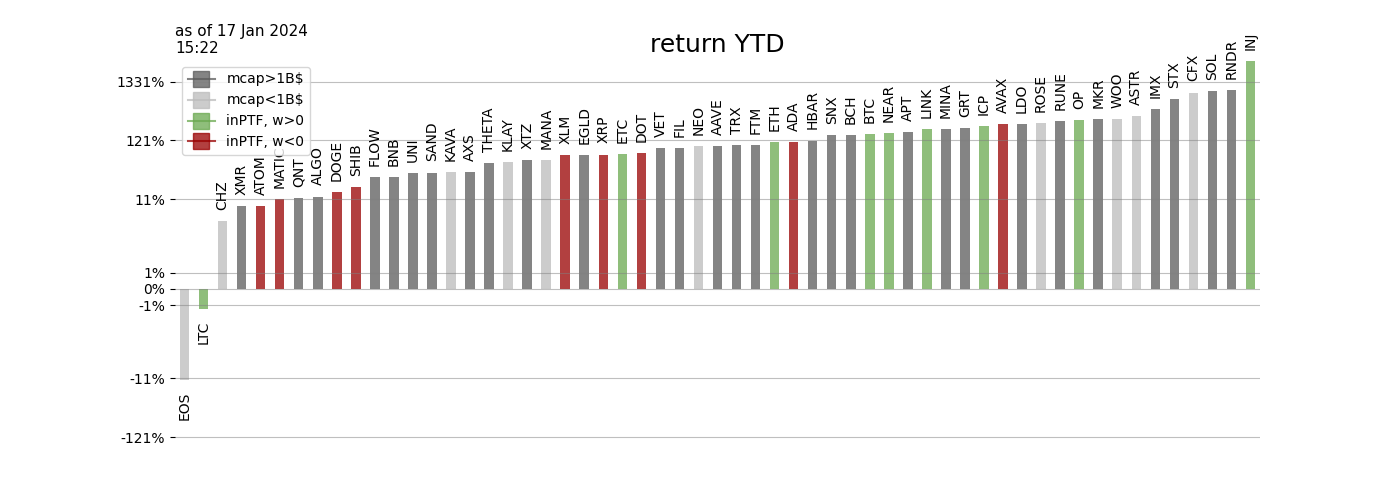 as of 17 Jan 2024
15:22
return YTD
mcap>1B$
mcap<1B$
inPTF, w>0
inPTF, w<0
1331%
121%
11%
1%
0%
-1%
-11%
-121%
EOS
LTC
CHZ
XMR
ATOM
MATIC
QNT
ALGO
DOGE
SHIB
FLOW
BNB
UNI
SAND
KAVA
AXS
THETA
KLAY
XTZ
MANA
XLM
EGLD
XRP
ETC
DOT
VET
FIL
NEO
AAVE
TRX
FTM
ETH
ADA
HBAR
SNX
BCH
BTC
NEAR
APT
LINK
MINA
GRT
ICP
AVAX
LDO
ROSE
RUNE
OP
MKR
WOO
ASTR
IMX
STX
CFX
SOL
RNDR
INJ